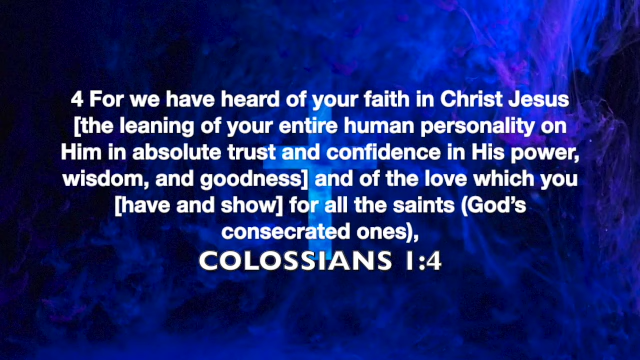 4 For we have heard of your faith in Christ Jesus
[the leaning of your entire human personality on
Him in absolute trust and confidence in His power,
wisdom, and goodness] and of the love which you
[have and show] for all the saints (God’s
consecrated ones),
COLOSSIANS 1:4